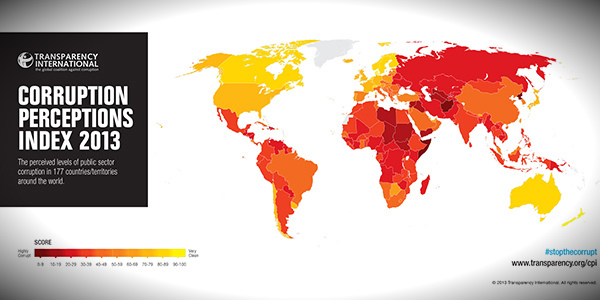 TRANSPARENCY
INTERNATIONAL
the global coalition against corruption
CORRUPTION
PERCEPTIONS
INDEX 2013
The perceived levels of public sector
corruption in 177 countries/territories
around the world.
SCORE
Highly
Corrupt
Very
Clean
0-9 10-19 20-29 30-39 40-49 50-59 60-69 70-79 80-89 90-100
#stopthecorrupt
www.transparency.org/cpi
© 2013 Transparency International. All rights reserved.